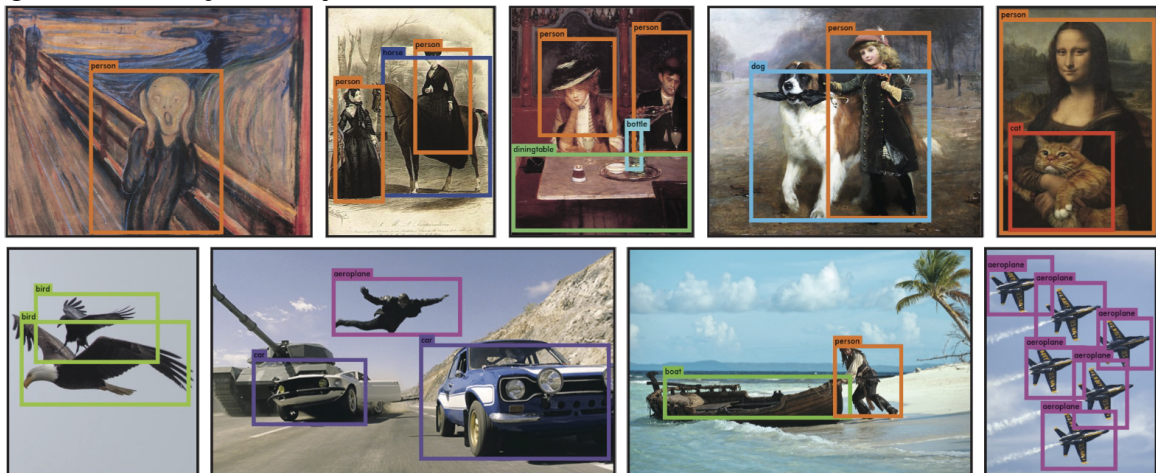 person
person
horse
person
person
person
bottle
diningtable
dog
person
person
cat
bird
bird
aeroplane
car
car
boat
person
aeroplane
aeroplane
aeroplane
aeroplane
aeroplane
aeroplane